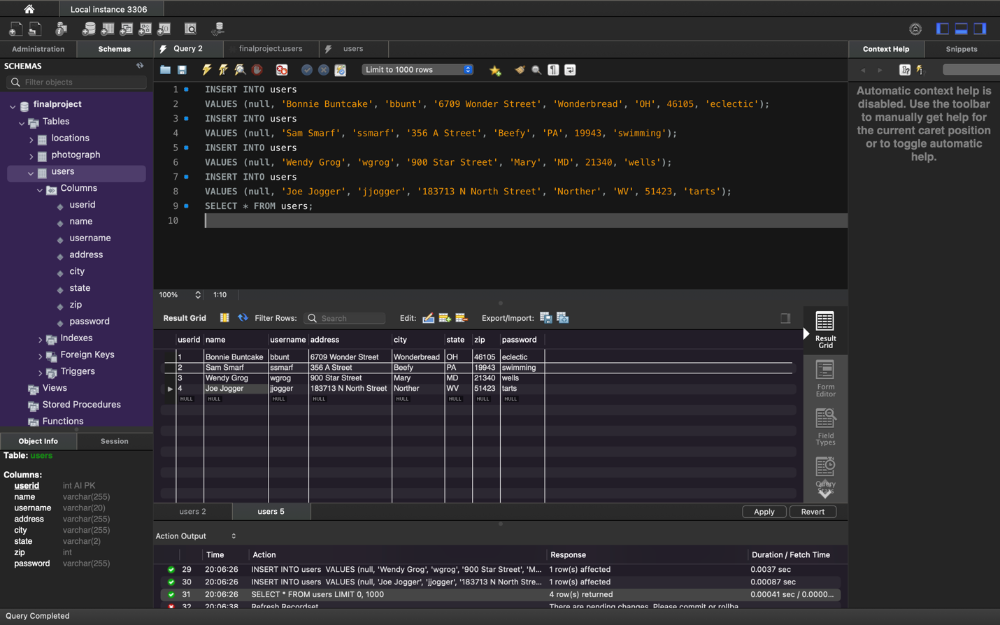 Local instance 3306
Administration
Schemas
Query 2
finalproject.users
users
Context Help
Snippets
SCHEMAS
Filter objects
Limit to 1000 rows
finalproject
Tables
locations
photograph
users
Columns
userid
name
username
address
city
state
zip
password
Indexes
Foreign Keys
Triggers
Views
Stored Procedures
Functions
1 INSERT INTO users
2 VALUES (null, 'Bonnie Buntcake', 'bbunt', '6709 Wonder Street', 'Wonderbread', 'OH', 46105, 'eclectic');
3 INSERT INTO users
4 VALUES (null, 'Sam Smarf', 'ssmarf', '356 A Street', 'Beefy', 'PA', 19943, 'swimming');
5 INSERT INTO users
6 VALUES (null, 'Wendy Grog', 'wgrog', '900 Star Street', 'Mary', 'MD', 21340, 'wells');
7 INSERT INTO users
8 VALUES (null, 'Joe Jogger', 'jjogger', '183713 N North Street', 'Norther', 'WV', 51423, 'tarts');
9 SELECT * FROM users;
10
100% 1:10
Automatic context help is
disabled. Use the toolbar
to manually get help for
the current caret position
or to toggle automatic
help.
Result Grid Filter Rows: Search Edit: Export/Import:
userid name username address city state zip password
1 Bonnie Buntcake bbunt 6709 Wonder Street Wonderbread OH 46105 eclectic
2 Sam Smarf ssmarf 356 A Street Beefy PA 19943 swimming
3 Wendy Grog wgrog 900 Star Street Mary MD 21340 wells
4 Joe Jogger jjogger 183713 N North Street Norther WV 51423 tarts
NULL NULL NULL NULL NULL NULL NULL NULL
Result
Grid
Form
Editor
Field
Types
Query
Stats
users 2
users 5
Apply
Revert
Object Info
Session
Table: users
Columns:
userid int AI PK
name varchar(255)
username varchar(20)
address varchar(255)
city varchar(255)
state varchar(2)
zip int
password varchar(255)
Action Output
Time Action Response Duration / Fetch Time
29 20:06:26 INSERT INTO users VALUES (null, 'Wendy Grog', 'wgrog', '900 Star Street', 'M... 1 row(s) affected 0.0037 sec
30 20:06:26 INSERT INTO users VALUES (null, 'Joe Jogger', 'jjogger', '183713 N North Stre... 1 row(s) affected 0.00087 sec
31 20:06:26 SELECT * FROM users LIMIT 0, 1000 4 row(s) returned 0.00041 sec / 0.0000...
32 20:06:38 Refresh Recordset There are pending changes. Please commit or rollba
Query Completed